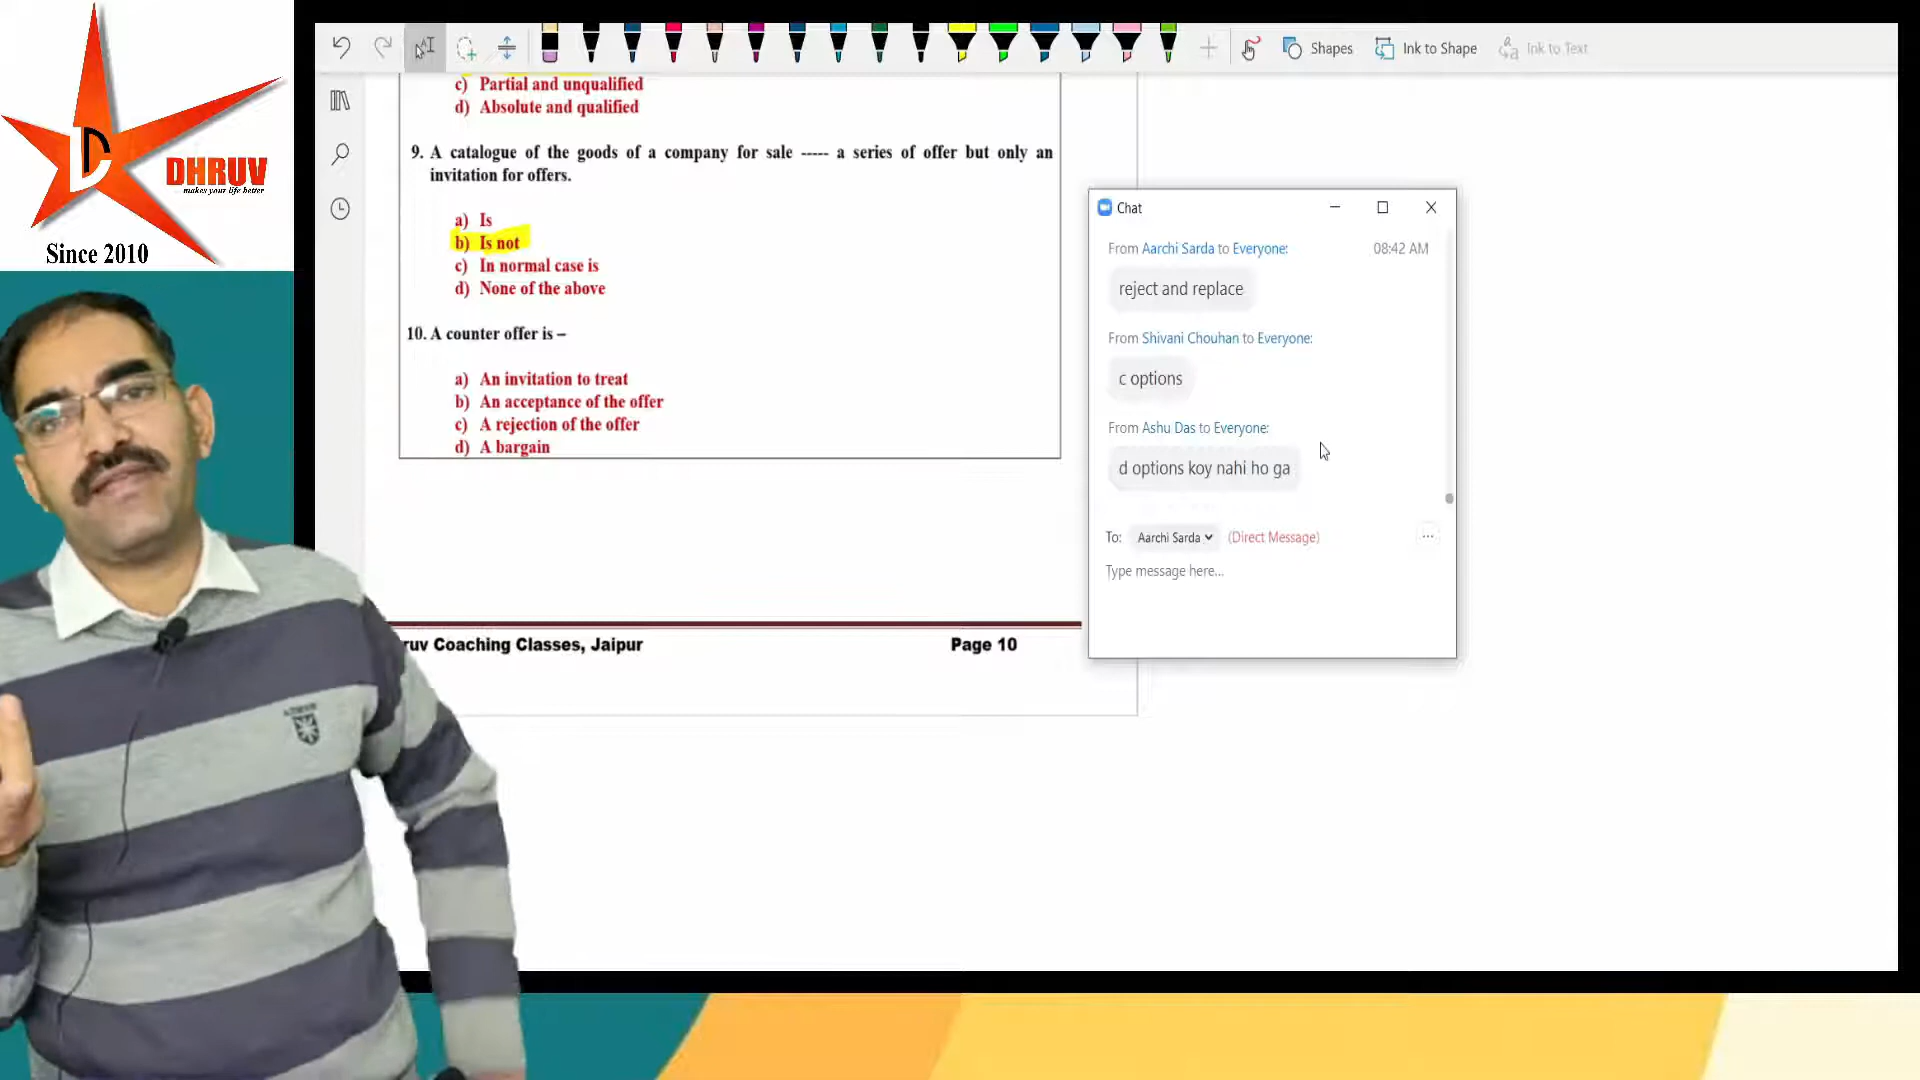 DHRUV
makes your life better
Since 2010
Shapes
Ink to Shape
Ink to Text
c) Partial and unqualified
d) Absolute and qualified
9. A catalogue of the goods of a company for sale ----- a series of offer but only an
invitation for offers.
a) Is
b) Is not
c) In normal case is
d) None of the above
10. A counter offer is –
a) An invitation to treat
b) An acceptance of the offer
c) A rejection of the offer
d) A bargain
ruv Coaching Classes, Jaipur
Page 10
Chat
From Aarchi Sarda to Everyone:
08:42 AM
reject and replace
From Shivani Chouhan to Everyone:
c options
From Ashu Das to Everyone:
d options koy nahi ho ga
To: Aarchi Sarda (Direct Message)
Type message here...